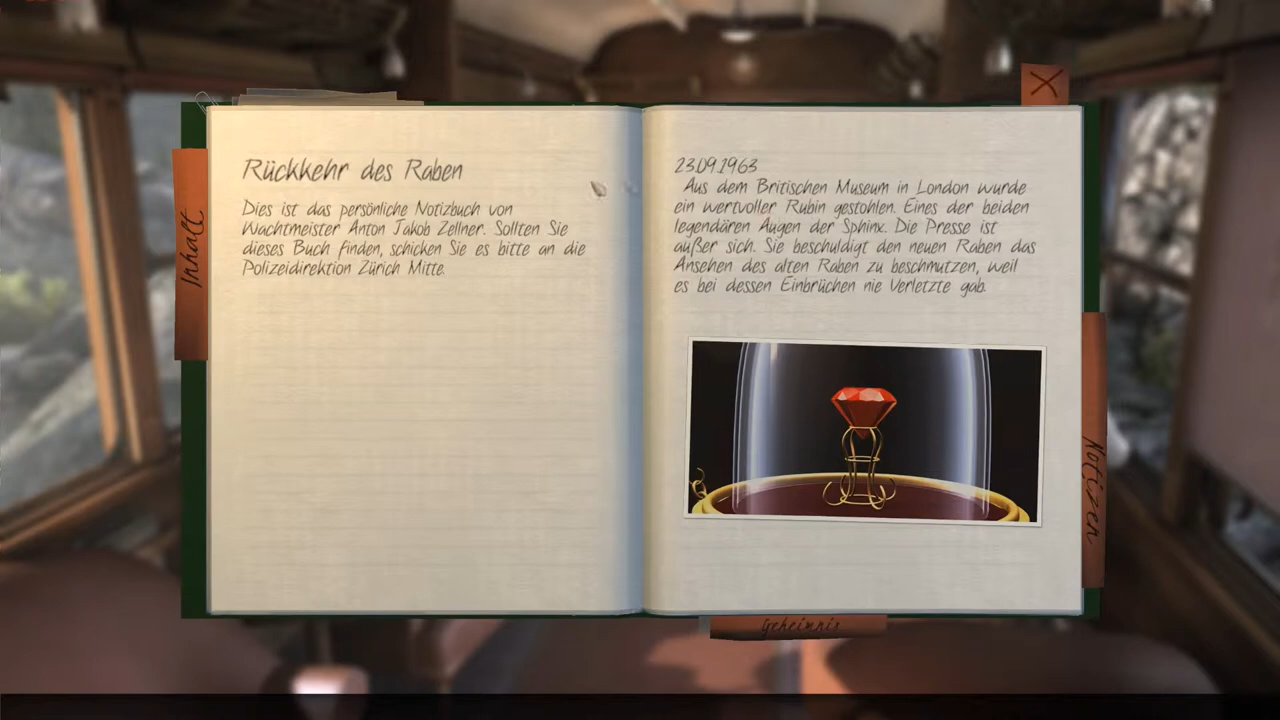 Rückkehr des Raben
Dies ist das persönliche Notizbuch von
Wachtmeister Anton Jakob Zellner. Sollten Sie
dieses Buch finden, schicken Sie es bitte an die
Polizeidirektion Zürich Mitte.
23.09.1963
Aus dem Britischen Museum in London wurde
ein wertvoller Rubin gestohlen. Eines der beiden
legendären Augen der Sphinx. Die Presse ist
außer sich. Sie beschuldigt den neuen Raben das
Ansehen des alten Raben zu beschmutzen, weil
es bei dessen Einbrüchen nie Verletzte gab.
Inhalt
Notizen
Geheimnis